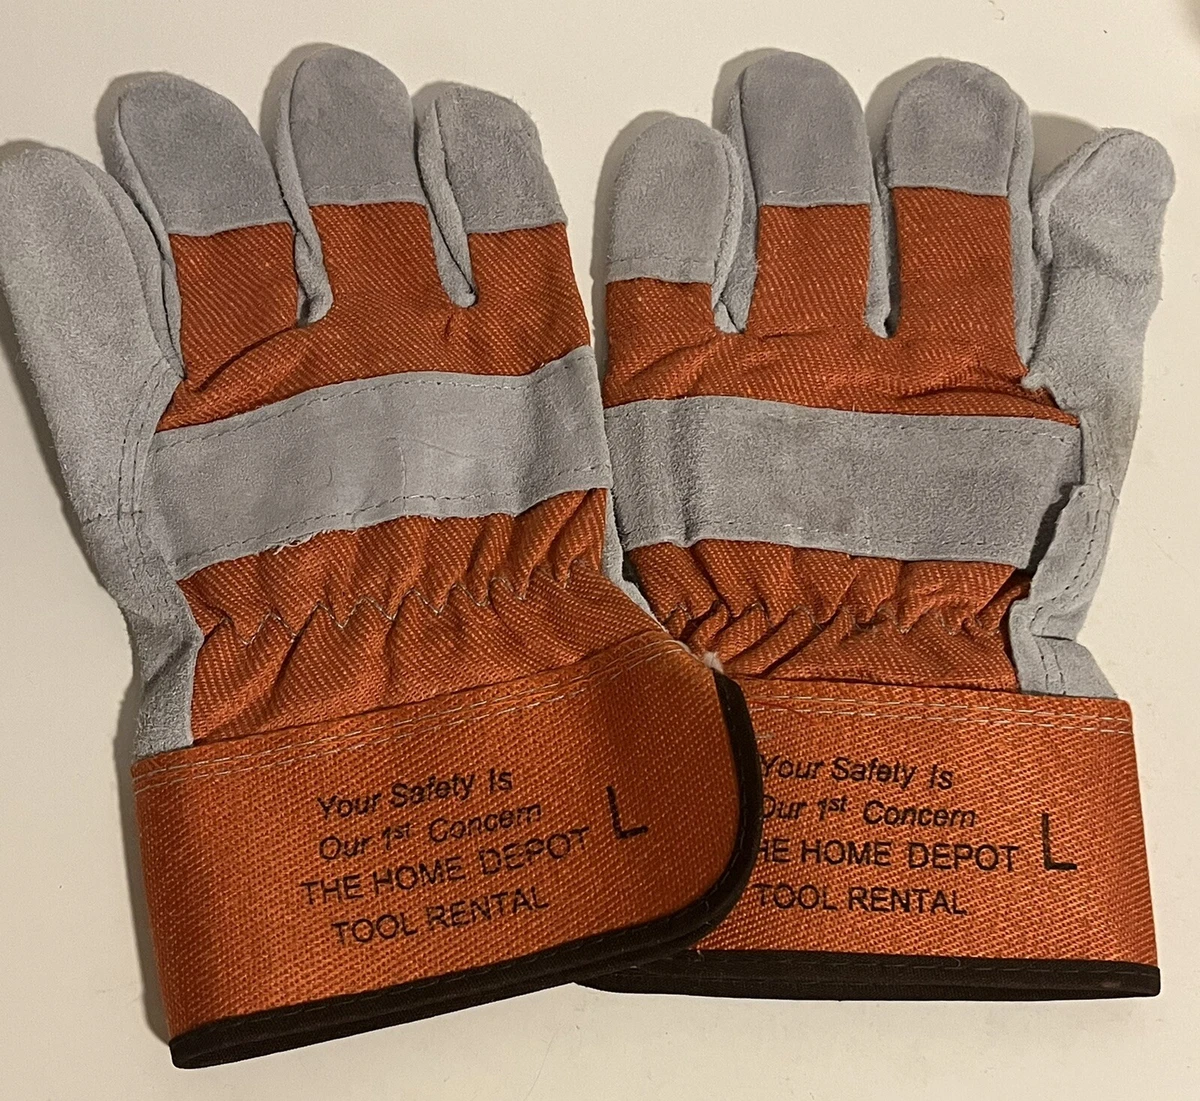 Your Safety Is
Our 1st Concern
THE HOME DEPOT
TOOL RENTAL
L
Your Safety Is
Our 1st Concern
HE HOME DEPOT
TOOL RENTAL
L